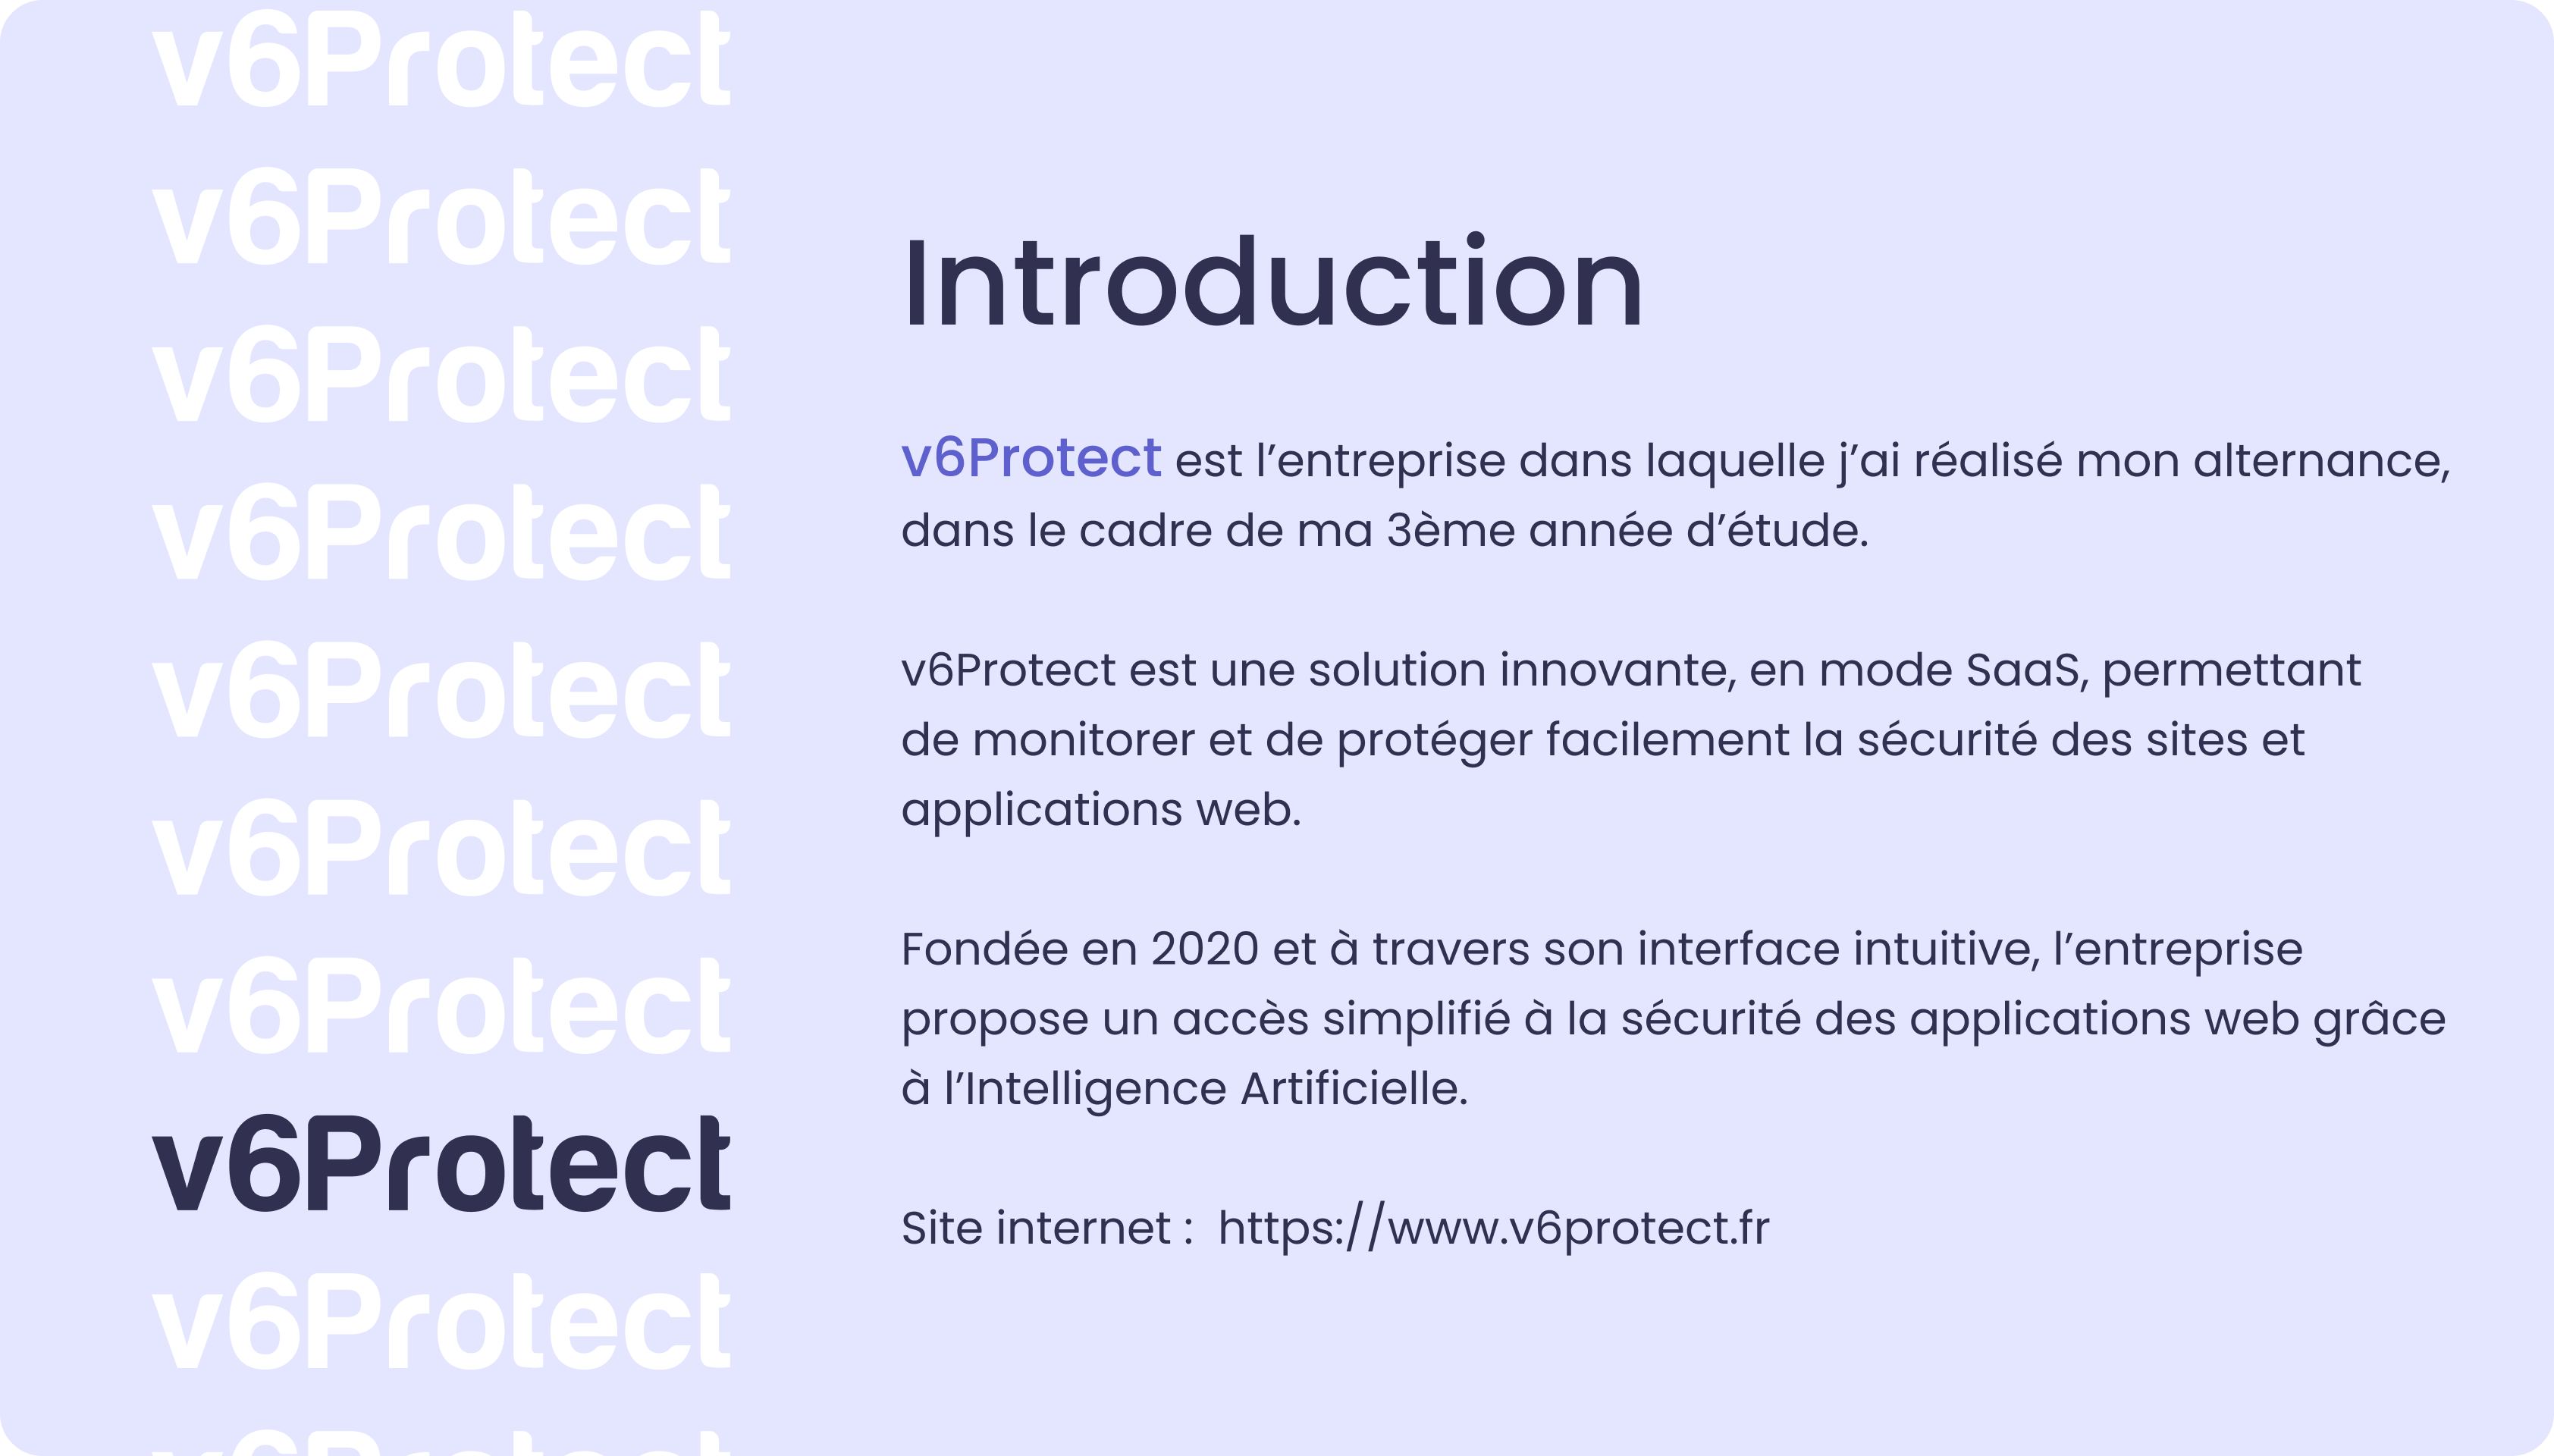 v6Protect
v6Protect
v6Protect
v6Protect
v6Protect
v6Protect
v6Protect
v6Protect
v6Protect
v6Protect
Introduction
v6Protect est l’entreprise dans laquelle j’ai réalisé mon alternance,
dans le cadre de ma 3ème année d’étude.
v6Protect est une solution innovante, en mode SaaS, permettant
de monitorer et de protéger facilement la sécurité des sites et
applications web.
Fondée en 2020 et à travers son interface intuitive, l’entreprise
propose un accès simplifié à la sécurité des applications web grâce
à l’Intelligence Artificielle.
Site internet :  https://www.v6protect.fr